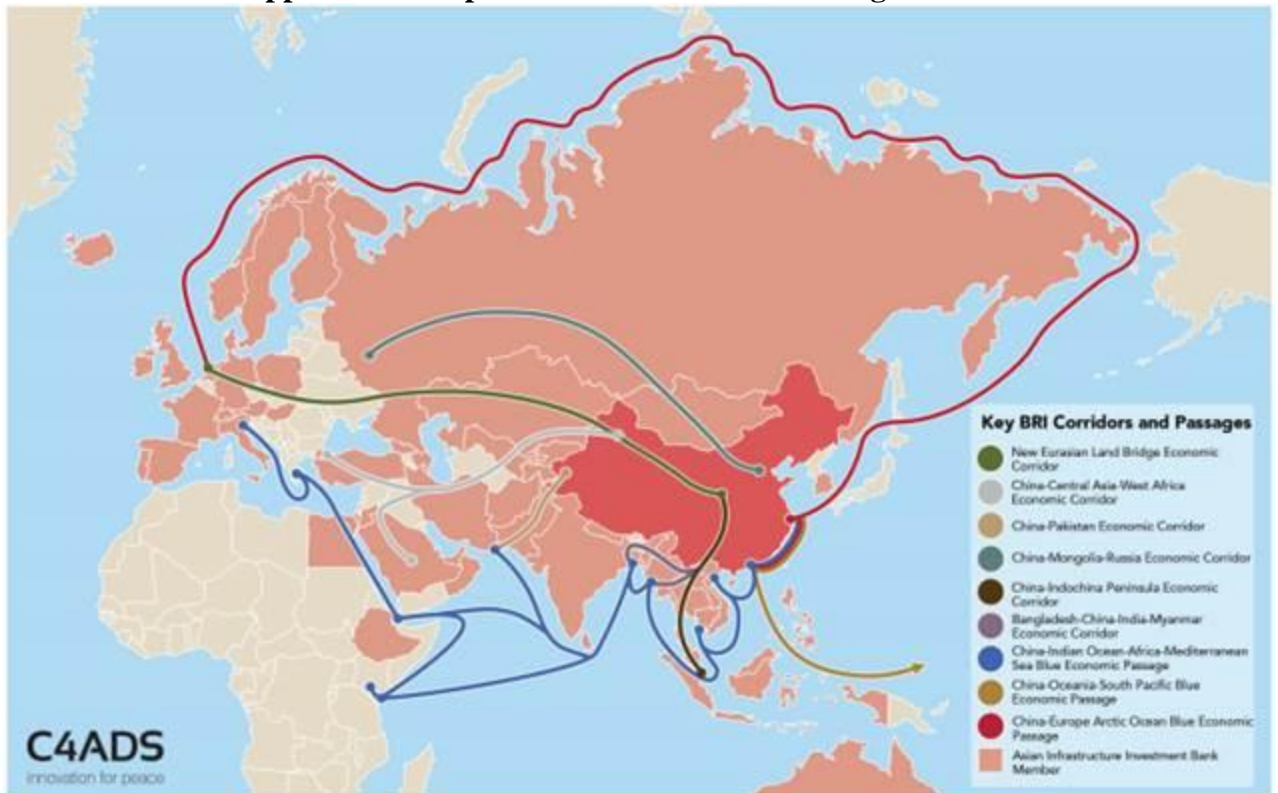 Key BRI Corridors and Passages
New Eurasian Land Bridge Economic
Corridor
China-Central Asia-West Africa
Economic Corridor
China-Pakistan Economic Corridor
China-Mongolia-Russia Economic Corridor
China-Indochina Peninsula Economic
Corridor
Bangladesh-China-India-Myanmar
Economic Corridor
China-Indian Ocean-Africa-Mediterranean
Sea Blue Economic Passage
China-Oceania-South Pacific Blue
Economic Passage
China-Europe Arctic Ocean Blue Economic
Passage
Asian Infrastructure Investment Bank
Member
C4ADS
innovation for peace